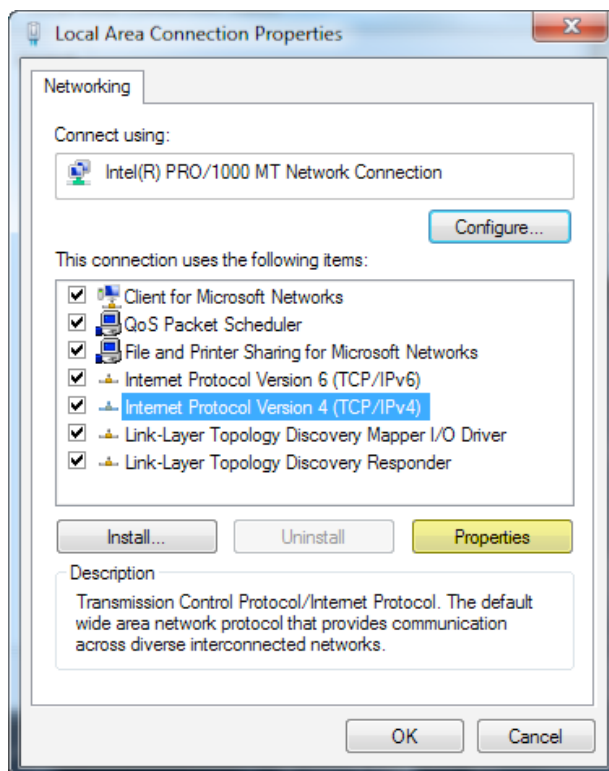 Local Area Connection Properties
Networking
Connect using:
Intel(R) PRO/1000 MT Network Connection
Configure...
This connection uses the following items:
Client for Microsoft Networks
QoS Packet Scheduler
File and Printer Sharing for Microsoft Networks
Internet Protocol Version 6 (TCP/IPv6)
Internet Protocol Version 4 (TCP/IPv4)
Link-Layer Topology Discovery Mapper I/O Driver
Link-Layer Topology Discovery Responder
Install... Uninstall Properties
Description
Transmission Control Protocol/Internet Protocol. The default
wide area network protocol that provides communication
across diverse interconnected networks.
OK Cancel